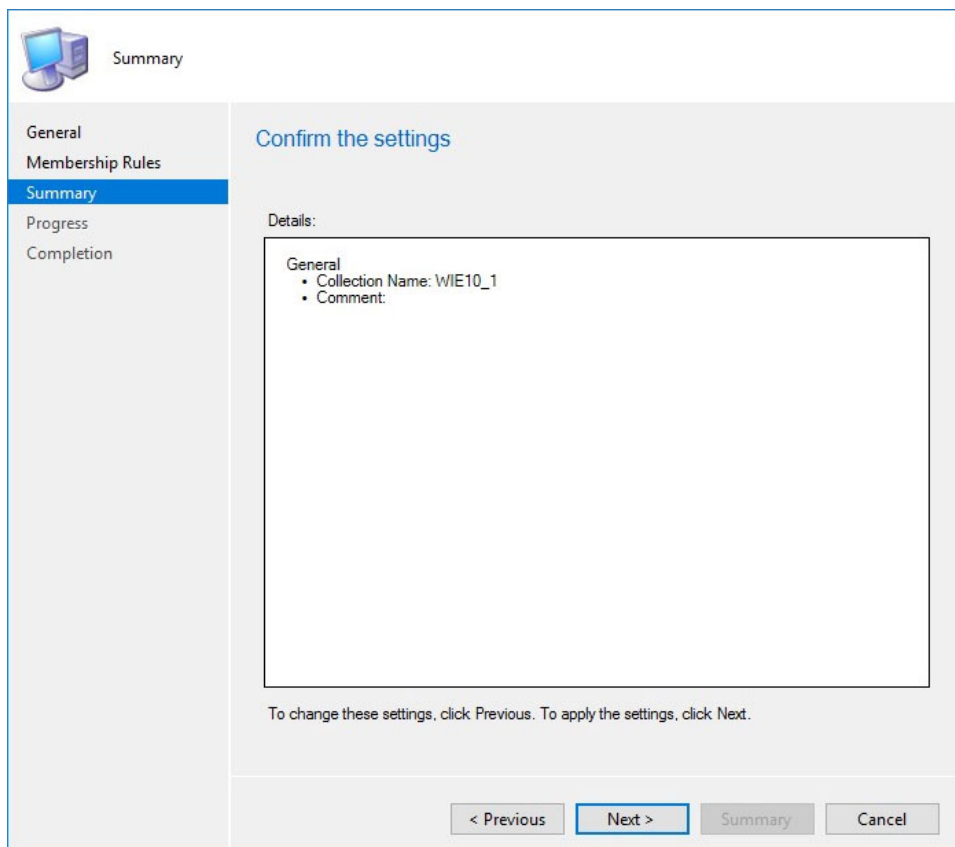 Summary
General
Membership Rules
Summary
Progress
Completion
Confirm the settings
Details:
General
• Collection Name: WIE10_1
• Comment:
To change these settings, click Previous. To apply the settings, click Next.
< Previous
Next >
Summary
Cancel